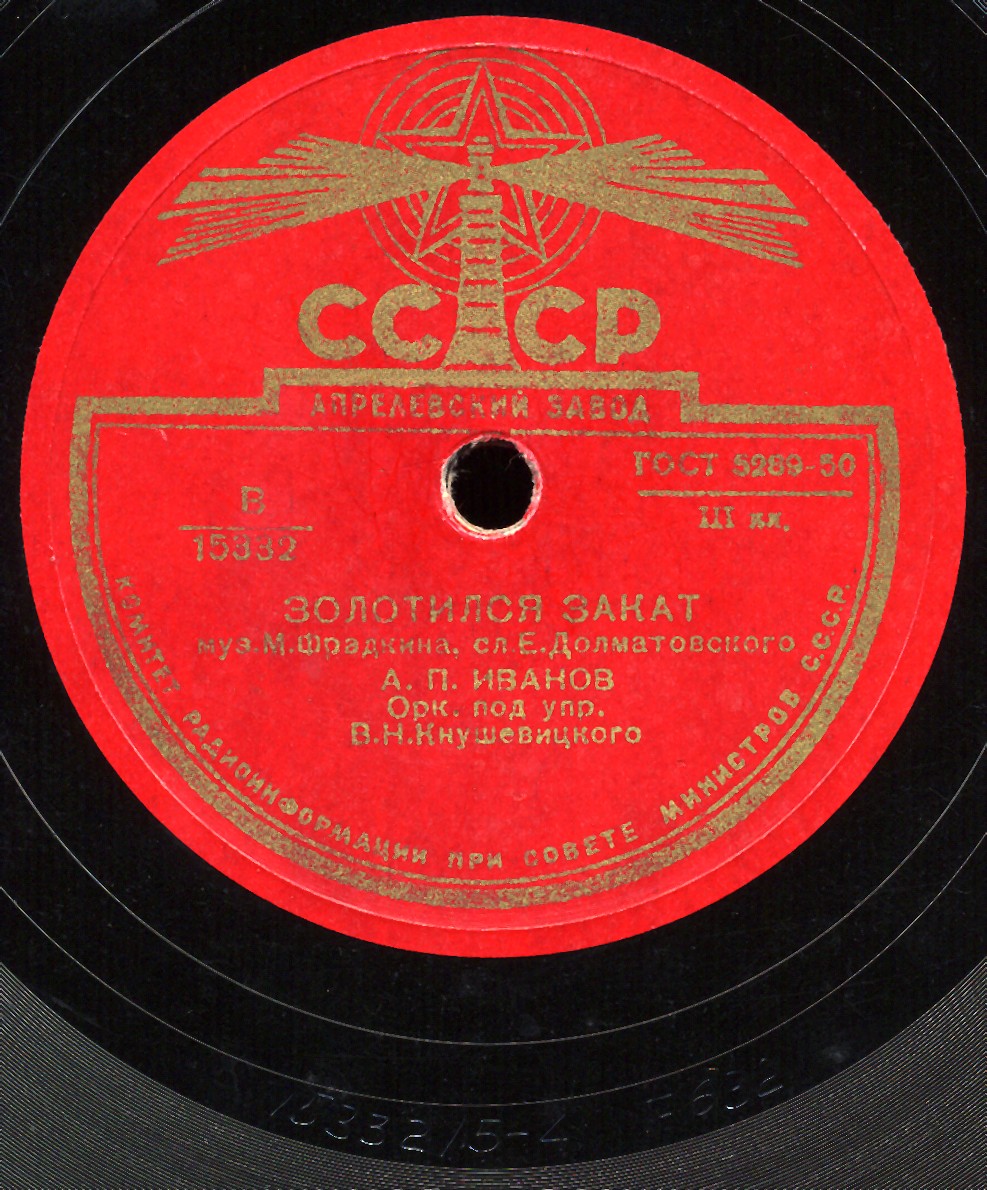 СССР
АПРЕЛЕВСКИЙ ЗАВОД
ГОСТ 5289-50
III кл.
В
15332
ЗОЛОТИЛСЯ ЗАКАТ
муз.М.Фрадкина, сл.Е.Долматовского
А. П. ИВАНОВ
Орк. под упр.
В.Н.Кнушевицкого
КОМИТЕТ РАДИОИНФОРМАЦИИ ПРИ СОВЕТЕ МИНИСТРОВ СССР.
15332/5-4